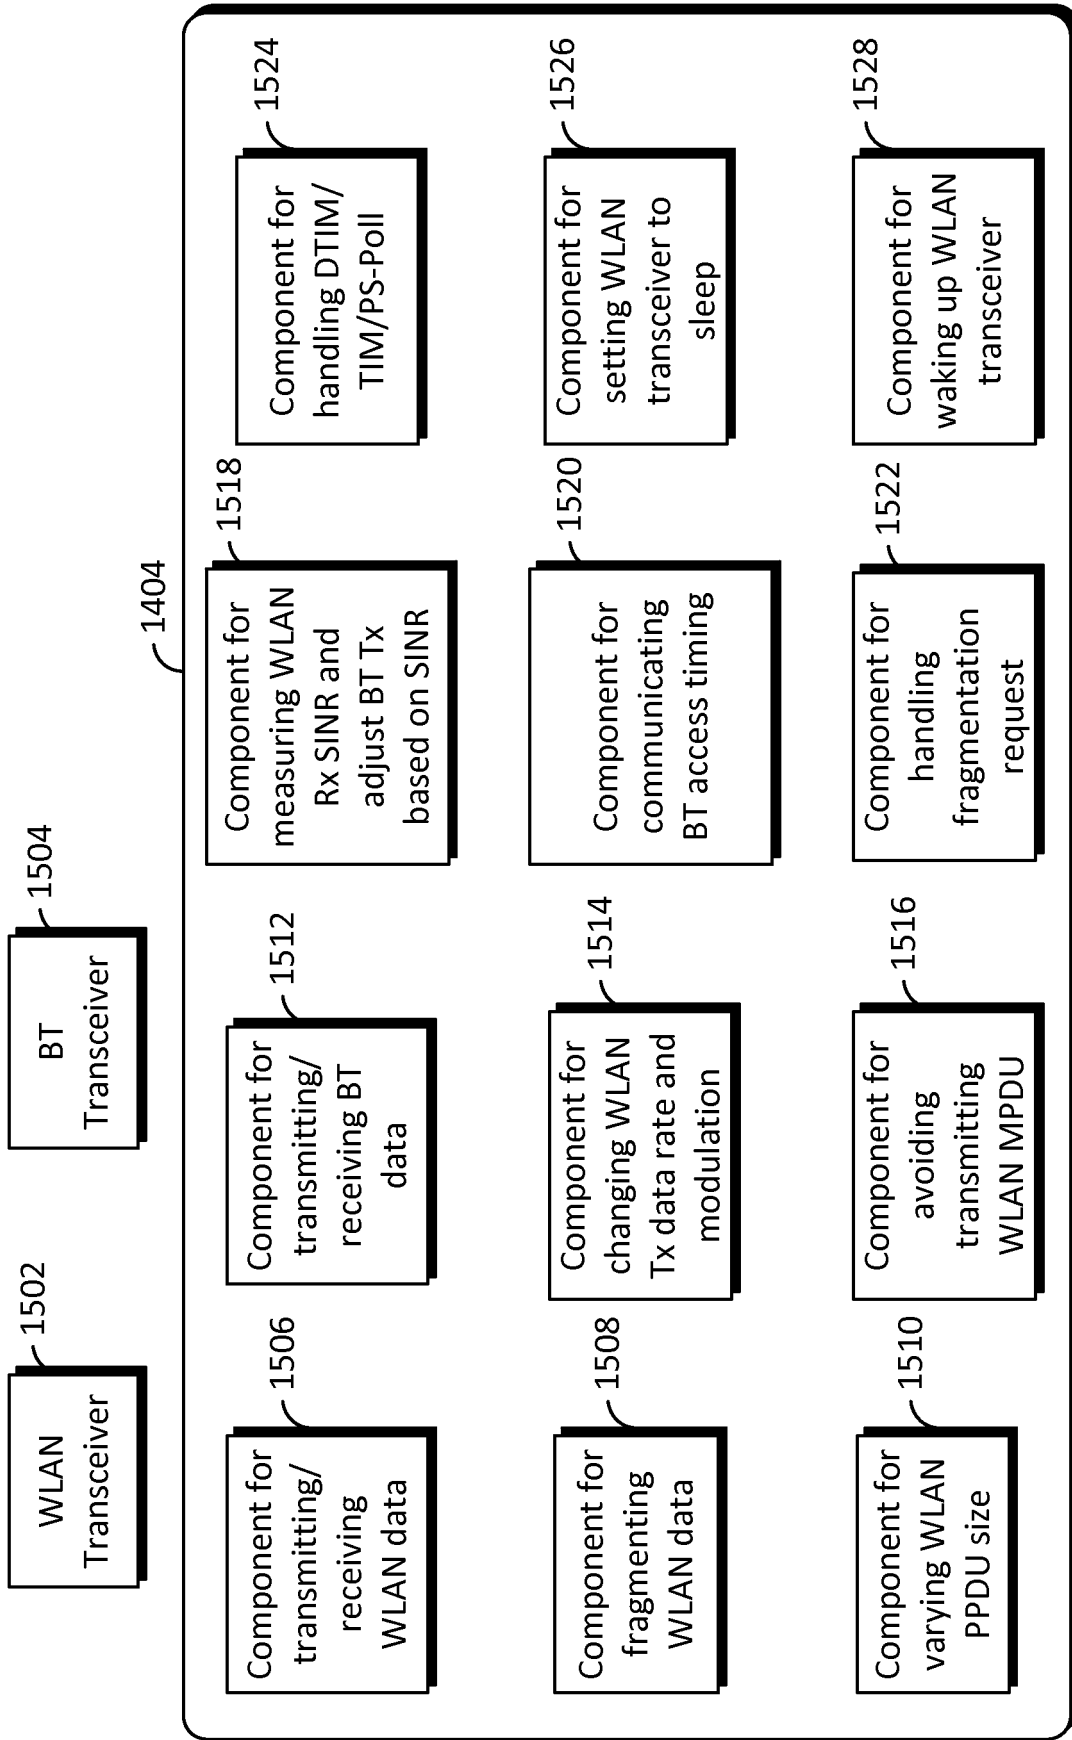 WLAN
Transceiver
1502
BT
Transceiver
1504
1404
Component for
transmitting/
receiving
WLAN data
1506
Component for
transmitting/
receiving BT
data
1512
Component for
measuring WLAN
Rx SINR and
adjust BT Tx
based on SINR
1518
Component for
handling DTIM/
TIM/PS-Poll
1524
Component for
fragmenting
WLAN data
1508
Component for
changing WLAN
Tx data rate and
modulation
1514
Component for
communicating
BT access timing
1520
Component for
setting WLAN
transceiver to
sleep
1526
Component for
varying WLAN
PPDU size
1510
Component for
avoiding
transmitting
WLAN MPDU
1516
Component for
handling
fragmentation
request
1522
Component for
waking up WLAN
transceiver
1528